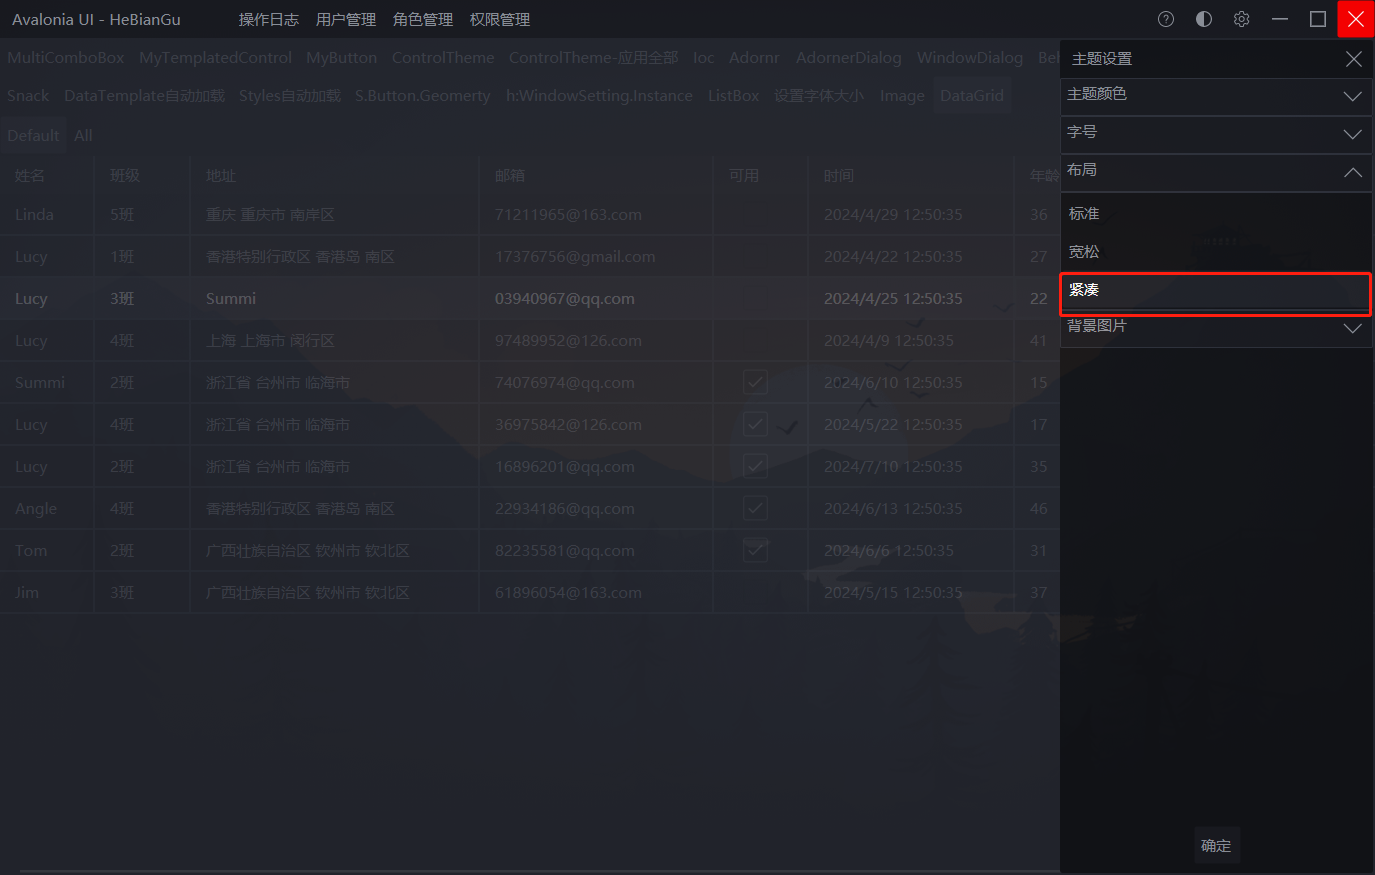 Avalonia UI - HeBianGu 操作日志 用户管理 角色管理 权限管理
MultiComboBox MyTemplatedControl MyButton ControlTheme ControlTheme-应用全部 Ioc Adornr AdornerDialog WindowDialog Beh
Snack DataTemplate自动加载 Styles自动加载 S.Button.Geomerty h:WindowSetting.Instance ListBox 设置字体大小 Image DataGrid
Default All
姓名 班级 地址 邮箱 可用 时间 年龄
Linda 5班 重庆 重庆市 南岸区 71211965@163.com 2024/4/29 12:50:35 36
Lucy 1班 香港特别行政区 香港岛 南区 17376756@gmail.com 2024/4/22 12:50:35 27
Lucy 3班 Summi 03940967@qq.com 2024/4/25 12:50:35 22
Lucy 4班 上海 上海市 闵行区 97489952@126.com 2024/4/9 12:50:35 41
Summi 2班 浙江省 台州市 临海市 74076974@qq.com 2024/6/10 12:50:35 15
Lucy 4班 浙江省 台州市 临海市 36975842@126.com 2024/5/22 12:50:35 17
Lucy 2班 浙江省 台州市 临海市 16896201@qq.com 2024/7/10 12:50:35 35
Angle 4班 香港特别行政区 香港岛 南区 22934186@qq.com 2024/6/13 12:50:35 46
Tom 2班 广西壮族自治区 钦州市 钦北区 82235581@qq.com 2024/6/6 12:50:35 31
Jim 3班 广西壮族自治区 钦州市 钦北区 61896054@163.com 2024/5/15 12:50:35 37
主题设置
主题颜色
字号
布局
标准
宽松
紧凑
背景图片
确定